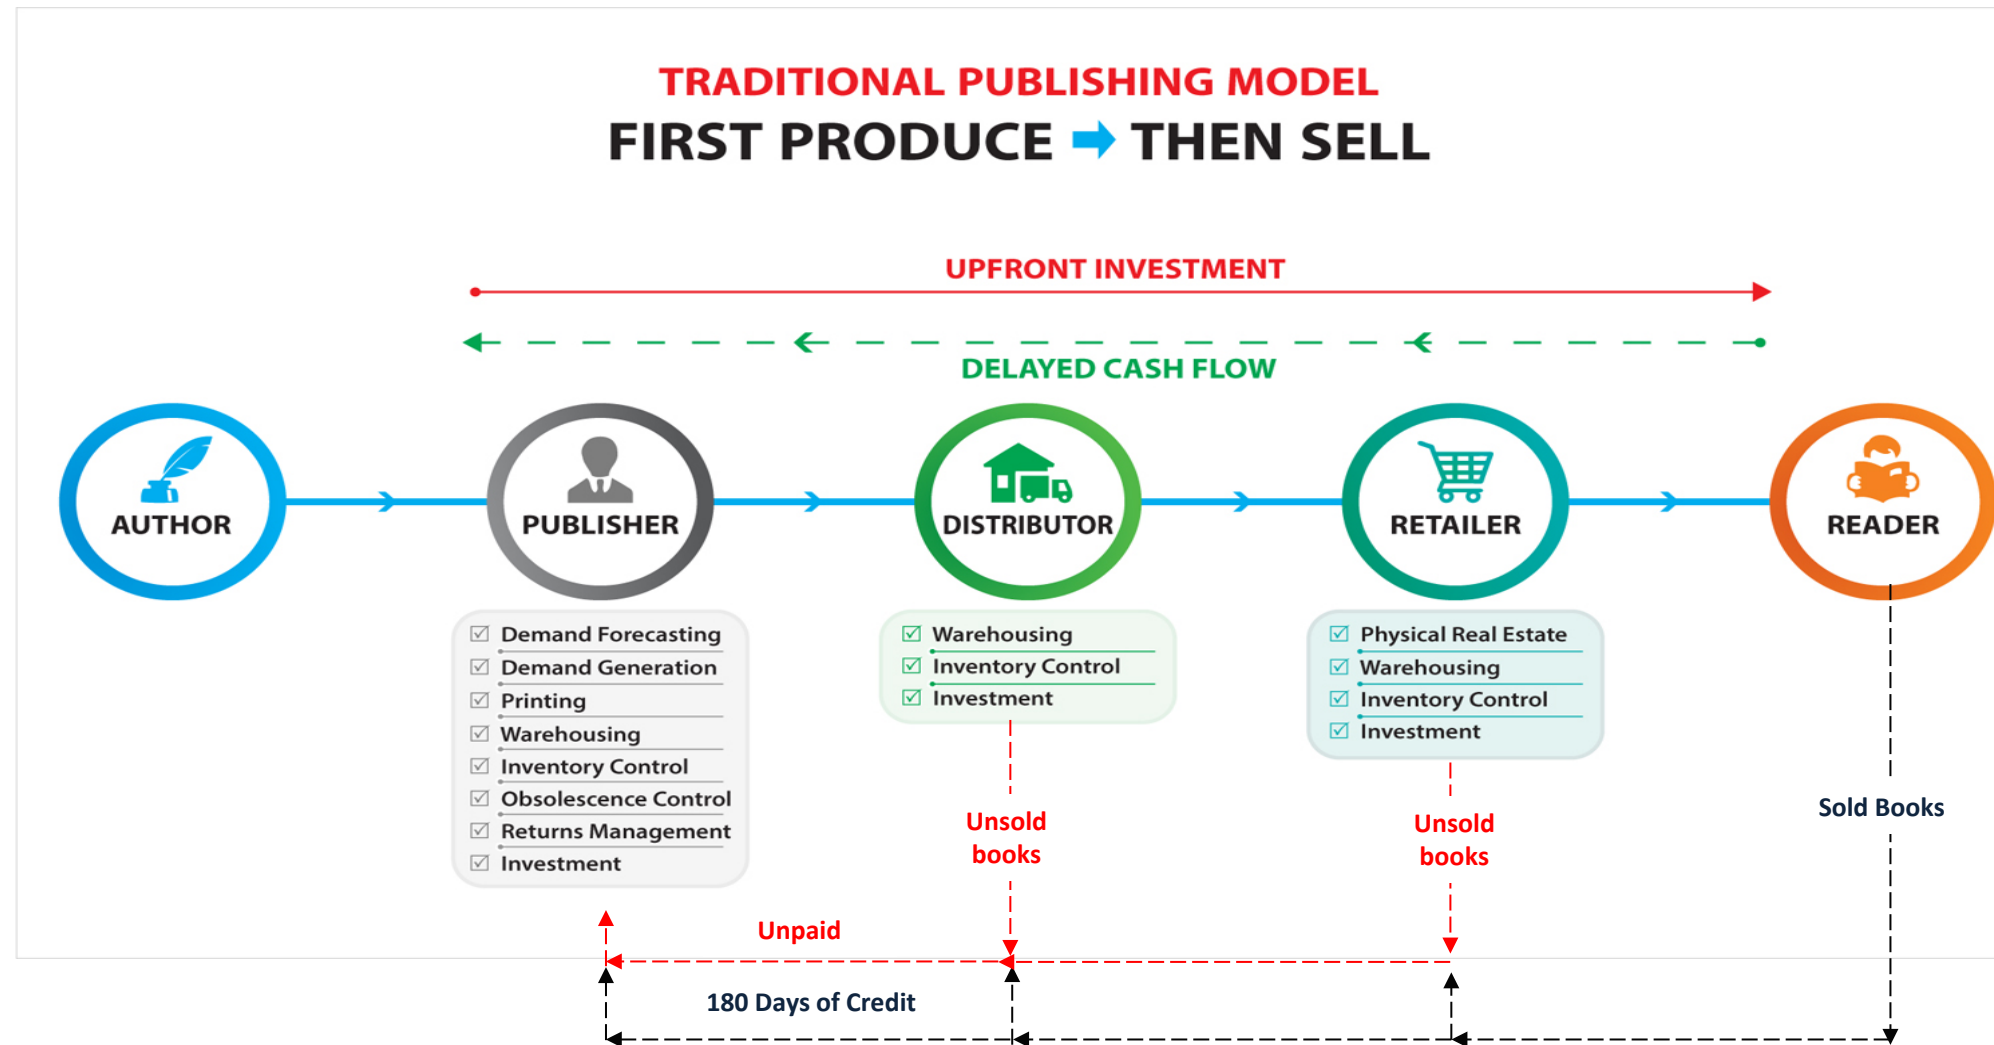 TRADITIONAL PUBLISHING MODEL
FIRST PRODUCE THEN SELL
UPFRONT INVESTMENT
DELAYED CASH FLOW
AUTHOR
PUBLISHER
DISTRIBUTOR
RETAILER
READER
Demand Forecasting
Demand Generation
Printing
Warehousing
Inventory Control
Obsolescence Control
Returns Management
Investment
Warehousing
Inventory Control
Investment
Physical Real Estate
Warehousing
Inventory Control
Investment
Unsold
books
Unsold
books
Sold Books
Unpaid
180 Days of Credit